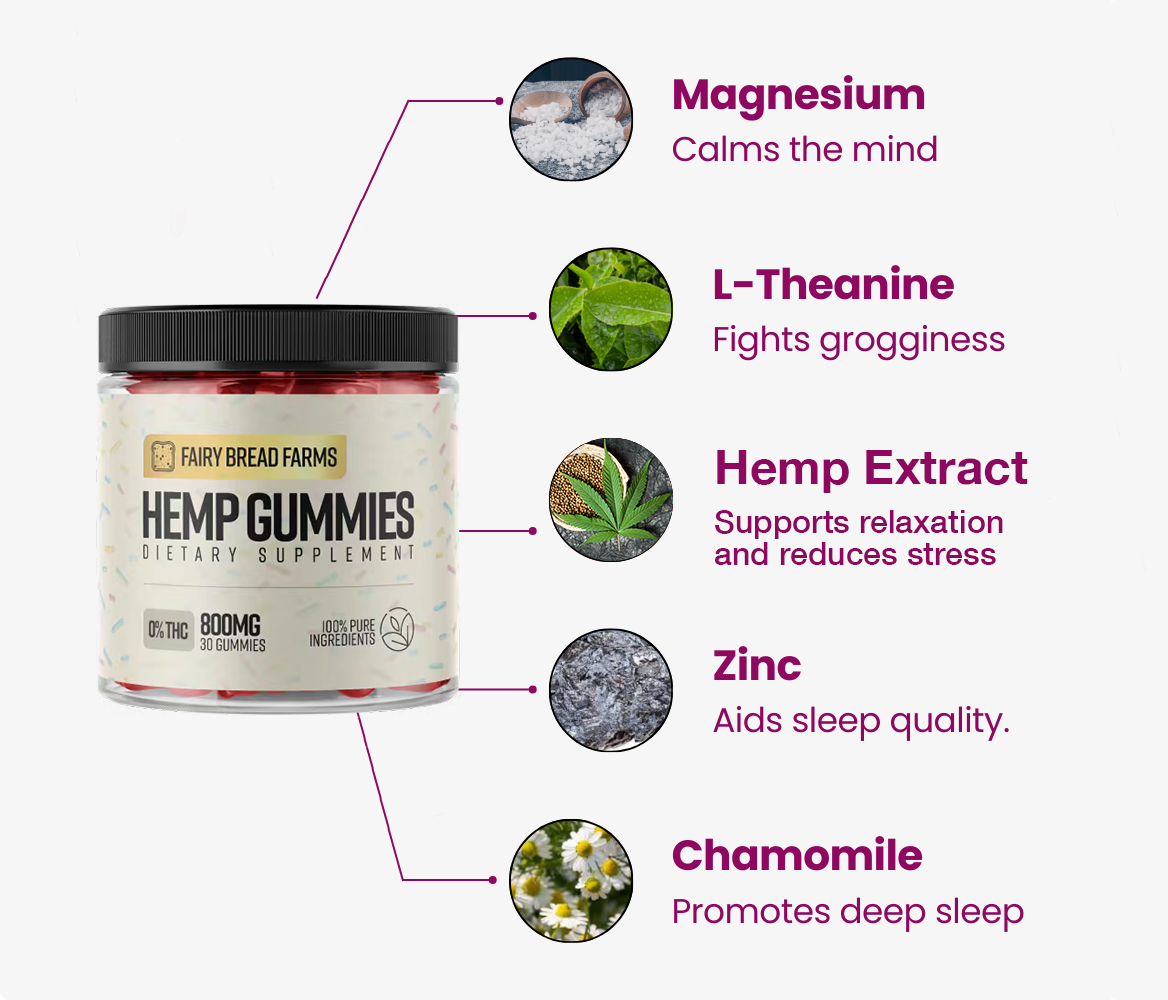 Magnesium
Calms the mind
L-Theanine
Fights grogginess
FAIRY BREAD FARMS
HEMP GUMMIES
DIETARY SUPPLEMENT
0% THC
800MG
30 GUMMIES
100% PURE
INGREDIENTS
Hemp Extract
Supports relaxation
and reduces stress
Zinc
Aids sleep quality.
Chamomile
Promotes deep sleep